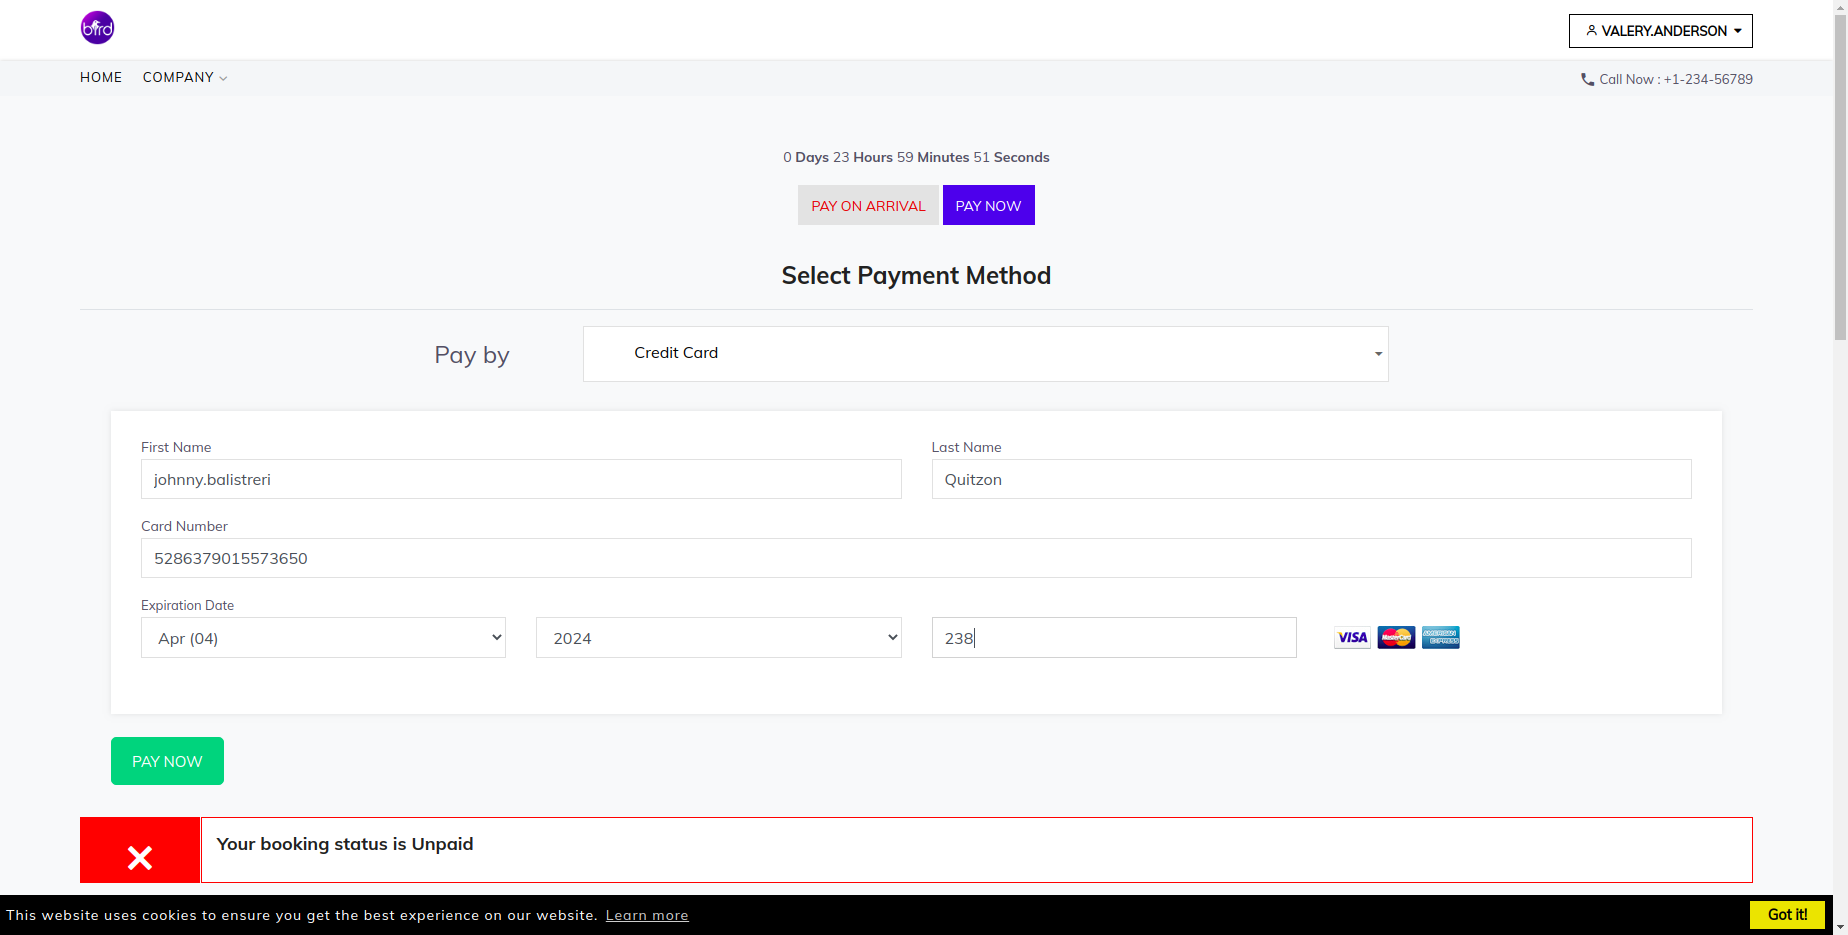 bird
VALERY.ANDERSON
HOME COMPANY
Call Now : +1-234-56789
0 Days 23 Hours 59 Minutes 51 Seconds
PAY ON ARRIVAL PAY NOW
Select Payment Method
Pay by Credit Card
First Name Last Name
johnny.balistreri Quitzon
Card Number
5286379015573650
Expiration Date
Apr (04) 2024 238 VISA MasterCard AMERICAN EXPRESS
PAY NOW
Your booking status is Unpaid
This website uses cookies to ensure you get the best experience on our website. Learn more Got it!